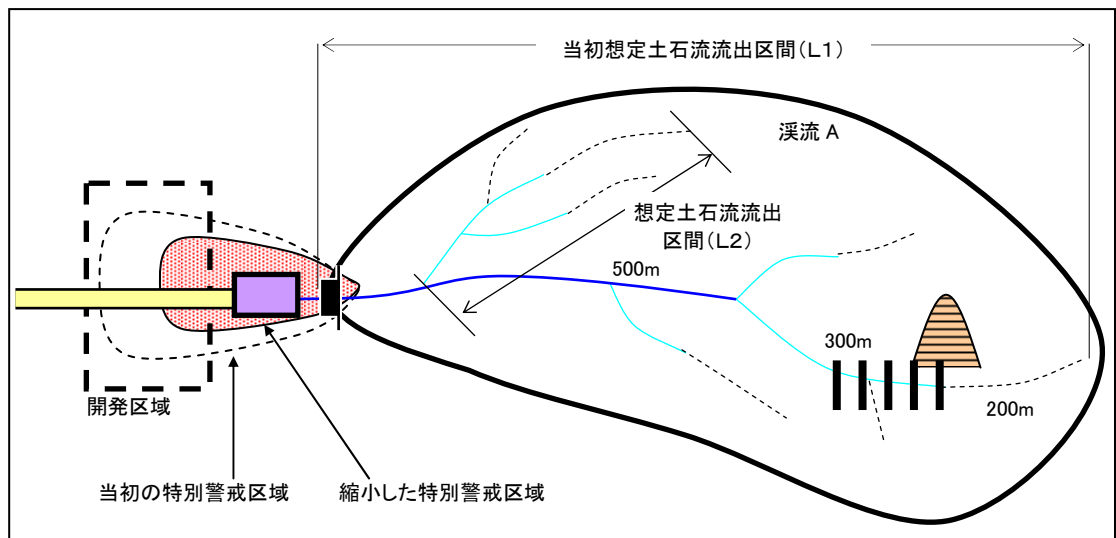 当初想定土石流流出区間(L1)
渓流 A
想定土石流流出
区間(L2)
500m
300m
200m
開発区域
当初の特別警戒区域
縮小した特別警戒区域